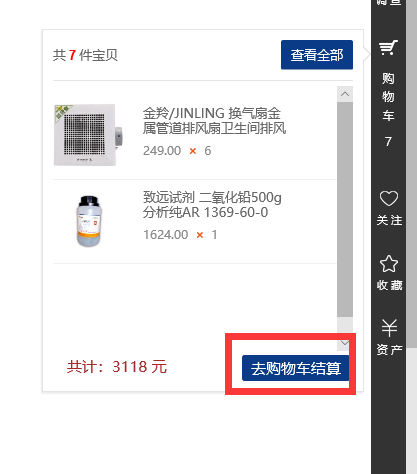 调查
共 7 件宝贝
查看全部
金羚/JINLING 换气扇金
属管道排风扇卫生间排风
249.00 × 6
致远试剂 二氧化铅500g
分析纯AR 1369-60-0
1624.00 × 1
共计：3118 元
去购物车结算
购
物
车
7
关注
收藏
资产